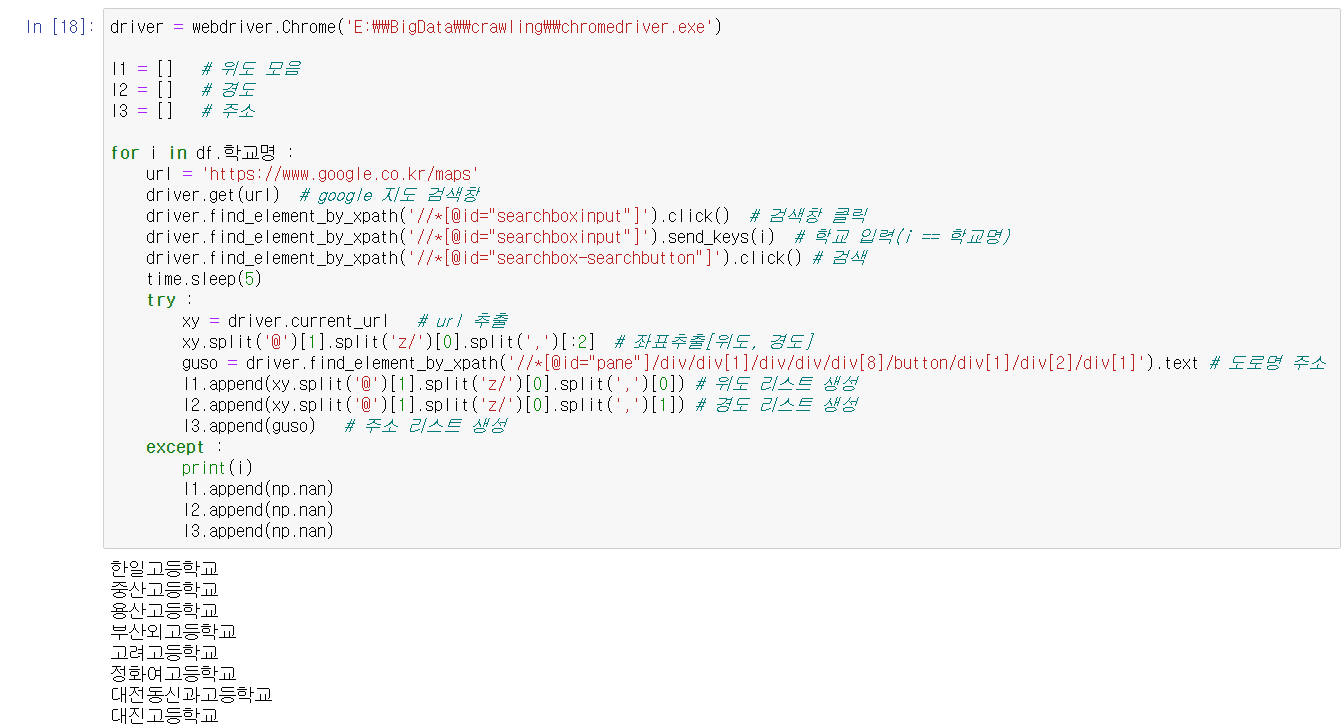 In [18]: driver = webdriver.Chrome('E:₩₩BigData₩₩crawling₩₩chromedriver.exe')
l1 = []   # 위도 모음
l2 = []   # 경도
l3 = []   # 주소
for i in df.학교명 :
    url = 'https://www.google.co.kr/maps'
    driver.get(url)  # google 지도 검색창
    driver.find_element_by_xpath('//*[@id="searchboxinput"]').click()  # 검색창 클릭
    driver.find_element_by_xpath('//*[@id="searchboxinput"]').send_keys(i)  # 학교 입력(i == 학교명)
    driver.find_element_by_xpath('//*[@id="searchbox-searchbutton"]').click() # 검색
    time.sleep(5)
    try :
        xy = driver.current_url   # url 추출
        xy.split('@')[1].split('z/')[0].split(',')[:2]  # 좌표추출[위도, 경도]
        guso = driver.find_element_by_xpath('//*[@id="pane"]/div/div[1]/div/div/div[8]/button/div[1]/div[2]/div[1]').text # 도로명 주소
        l1.append(xy.split('@')[1].split('z/')[0].split(',')[0]) # 위도 리스트 생성
        l2.append(xy.split('@')[1].split('z/')[0].split(',')[1]) # 경도 리스트 생성
        l3.append(guso)   # 주소 리스트 생성
    except :
        print(i)
        l1.append(np.nan)
        l2.append(np.nan)
        l3.append(np.nan)
한일고등학교
중산고등학교
용산고등학교
부산외고등학교
고려고등학교
정화여고등학교
대전동신과고등학교
대진고등학교